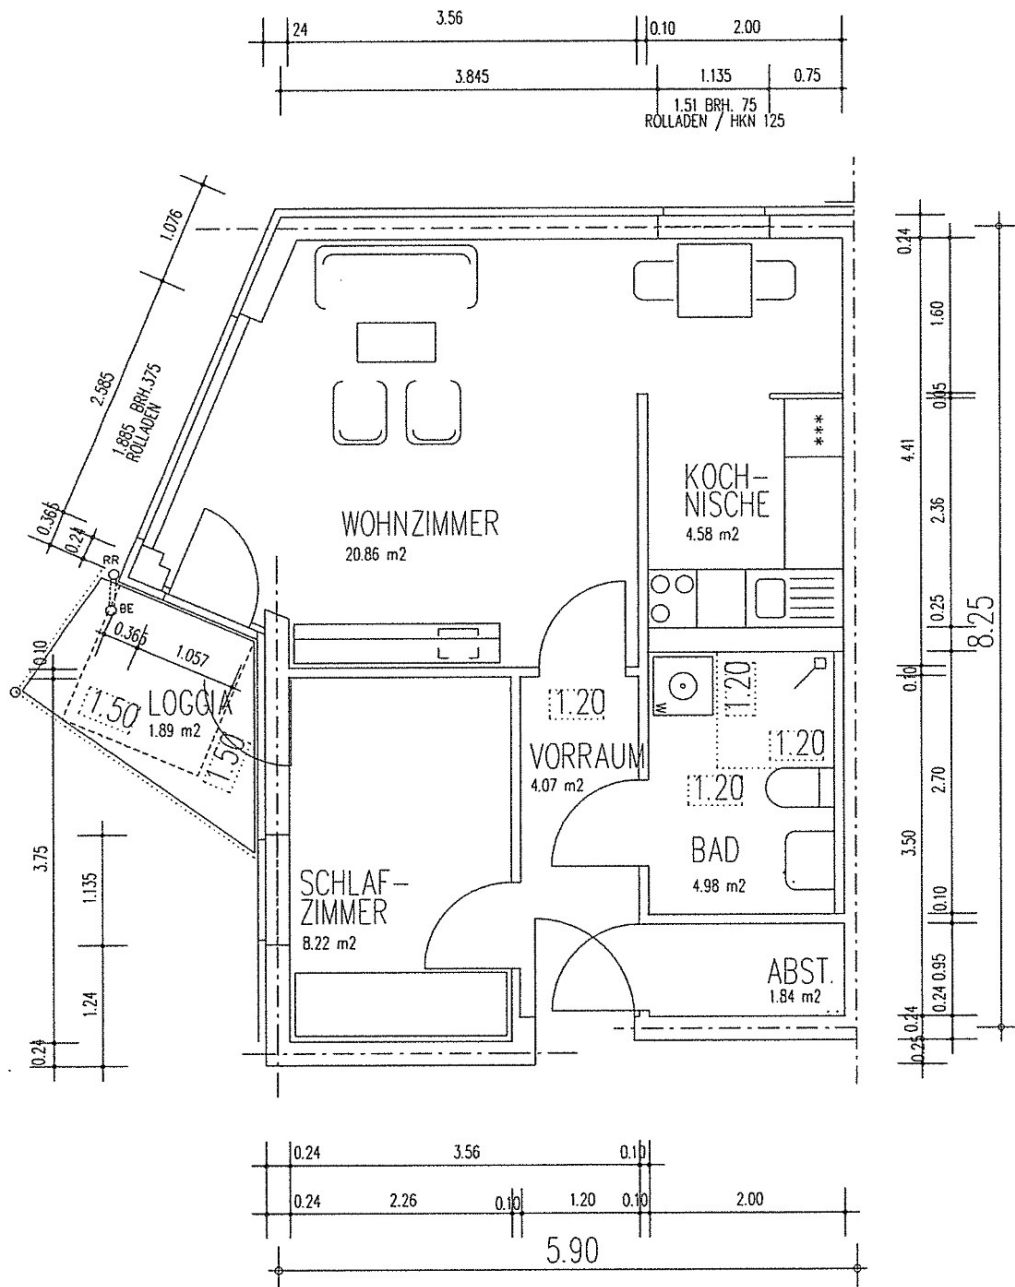 3.56
24
0.10
2.00
3.845
1.135
0.75
1.51 BRH. 75
ROLLADEN / HKN 125
1.076
2.585
1.885 BRH.375
ROLLADEN
0.365
0.24
RR
BE
0.365
1.057
0.10
LOGGIA
1.89 m2
1.50
1.50
3.75
1.135
1.24
0.24
WOHNZIMMER
20.86 m2
KOCH-
NISCHE
4.58 m2
***
1.20
VORRAUM
4.07 m2
W
1.20
1.20
1.20
BAD
4.98 m2
SCHLAF-
ZIMMER
8.22 m2
ABST.
1.84 m2
0.24
1.60
0.05
4.41
2.36
0.25
8.25
0.10
2.70
3.50
0.10
0.95
0.24
0.24
0.25
0.24
3.56
0.10
0.24
2.26
0.10
1.20
0.10
2.00
5.90